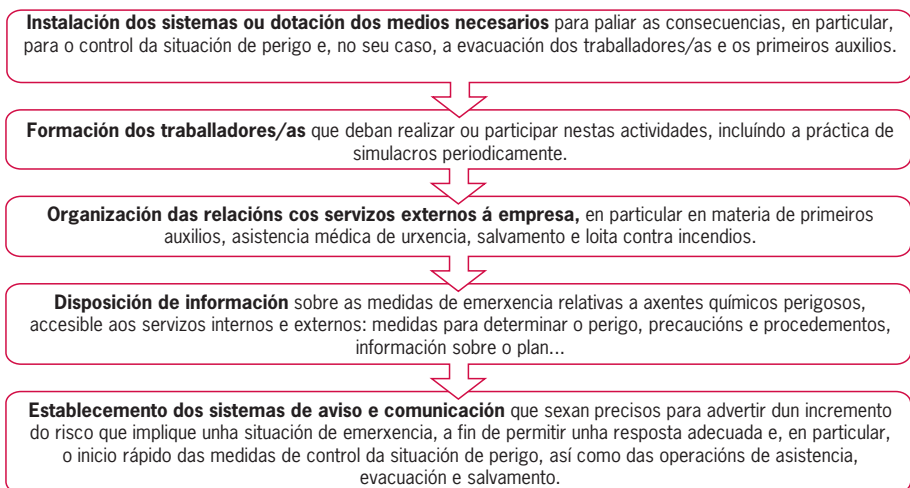 Instalación dos sistemas ou dotación dos medios necesarios para paliar as consecuencias, en particular,
para o control da situación de perigo e, no seu caso, a evacuación dos traballadores/as e os primeiros auxilios.
Formación dos traballadores/as que deban realizar ou participar nestas actividades, incluíndo a práctica de
simulacros periodicamente.
Organización das relacións cos servizos externos á empresa, en particular en materia de primeiros
auxilios, asistencia médica de urxencia, salvamento e loita contra incendios.
Disposición de información sobre as medidas de emerxencia relativas a axentes químicos perigosos,
accesible aos servizos internos e externos: medidas para determinar o perigo, precaucións e procedementos,
información sobre o plan...
Establecemento dos sistemas de aviso e comunicación que sexan precisos para advertir dun incremento
do risco que implique unha situación de emerxencia, a fin de permitir unha resposta adecuada e, en particular,
o inicio rápido das medidas de control da situación de perigo, así como das operacións de asistencia,
evacuación e salvamento.